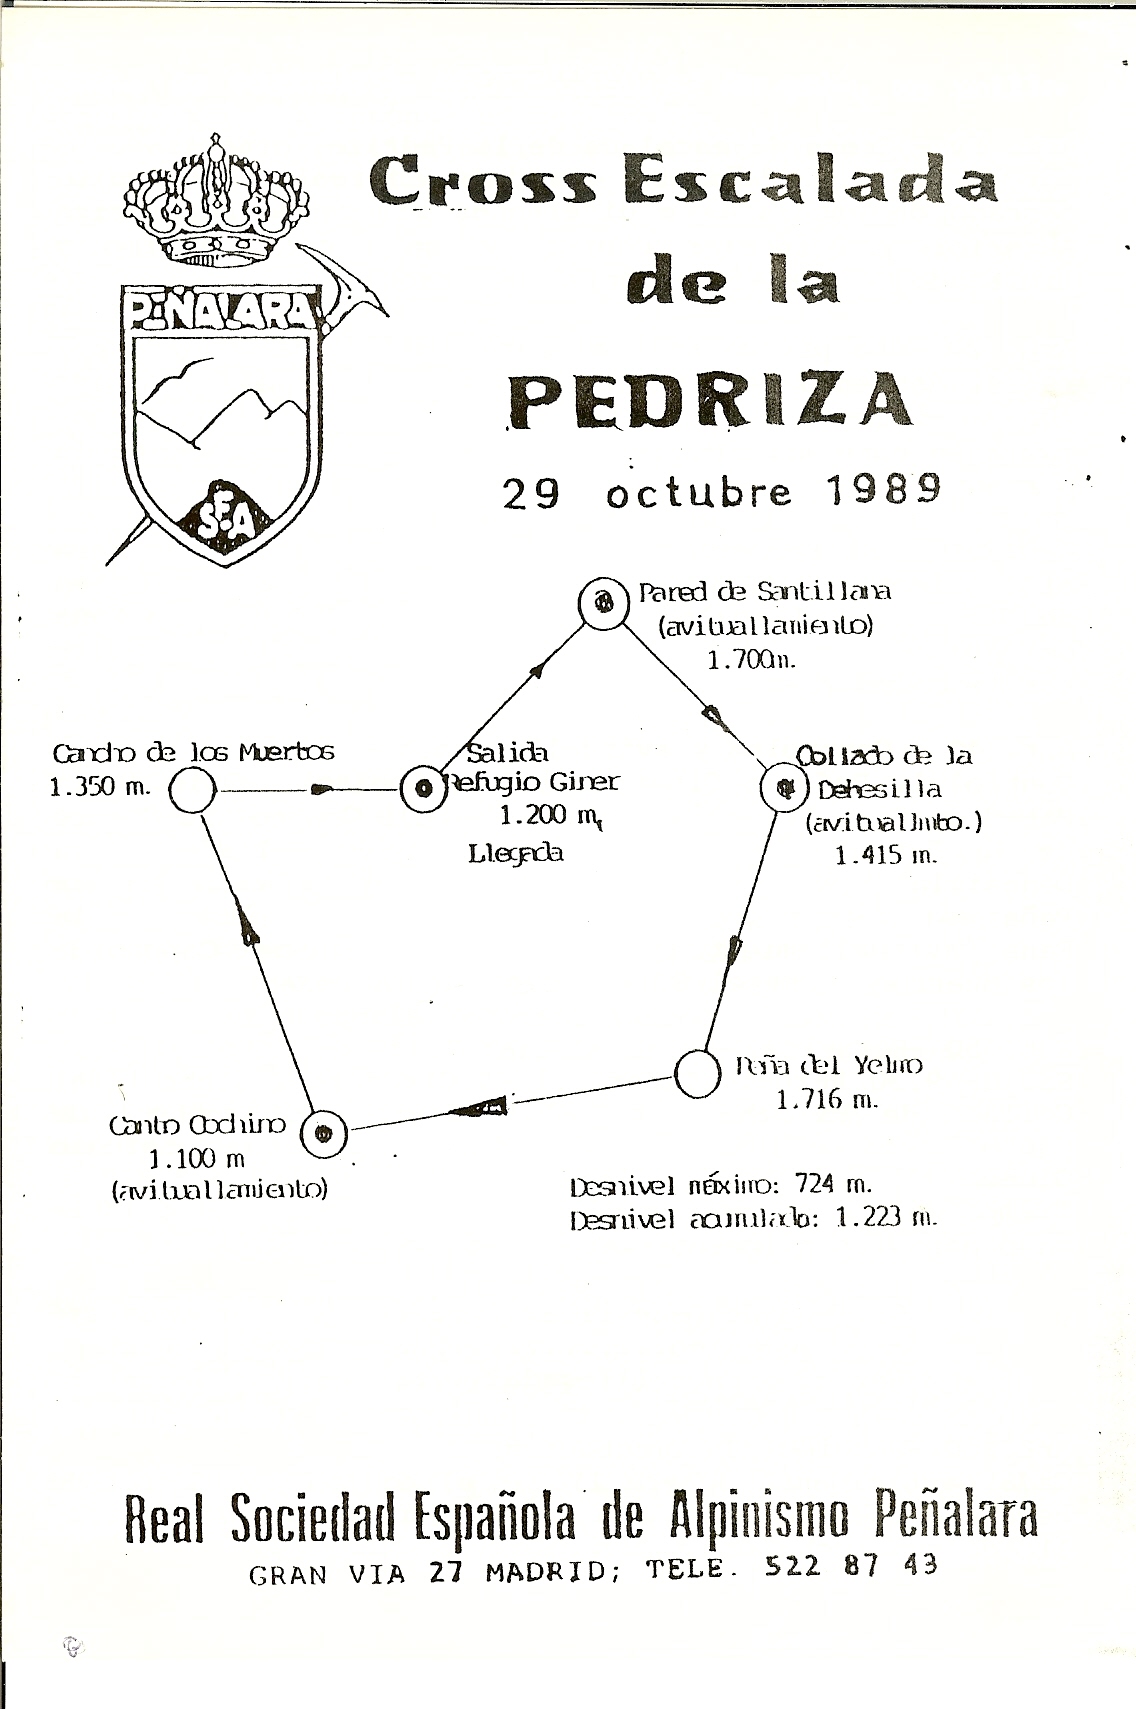 Cross Escalada
de la
PEDRIZA
29 octubre 1989
PEÑALARA
SEA
Pared de Santillana
(avituallamiento)
1.700m.
Cancho de los Muertos
1.350 m.
Salida
Refugio Giner
1.200 m,
Llegada
Collado de la
Dehesilla
(avituallmto.)
1.415 m.
Peña del Yelmo
1.716 m.
Canto Cochino
1.100 m
(avituallamiento)
Desnivel máximo: 724 m.
Desnivel acumulado: 1.223 m.
Real Sociedad Española de Alpinismo Peñalara
GRAN VIA 27 MADRID; TELE. 522 87 43